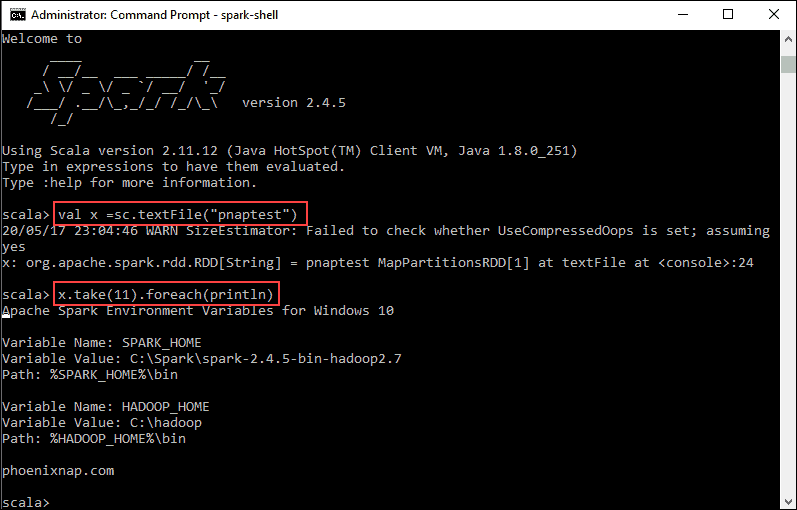 Administrator: Command Prompt - spark-shell
Welcome to
      ____              __
     / __/__  ___ _____/ /__
    _\ \/ _ \/ _ `/ __/  '_/
   /___/ .__/\_,_/_/ /_/\_\   version 2.4.5
      /_/
Using Scala version 2.11.12 (Java HotSpot(TM) Client VM, Java 1.8.0_251)
Type in expressions to have them evaluated.
Type :help for more information.
scala> val x =sc.textFile("pnaptest")
20/05/17 23:04:46 WARN SizeEstimator: Failed to check whether UseCompressedOops is set; assuming
yes
x: org.apache.spark.rdd.RDD[String] = pnaptest MapPartitionsRDD[1] at textFile at <console>:24
scala> x.take(11).foreach(println)
Apache Spark Environment Variables for Windows 10
Variable Name: SPARK_HOME
Variable Value: C:\Spark\spark-2.4.5-bin-hadoop2.7
Path: %SPARK_HOME%\bin
Variable Name: HADOOP_HOME
Variable Value: C:\hadoop
Path: %HADOOP_HOME%\bin
phoenixnap.com
scala>